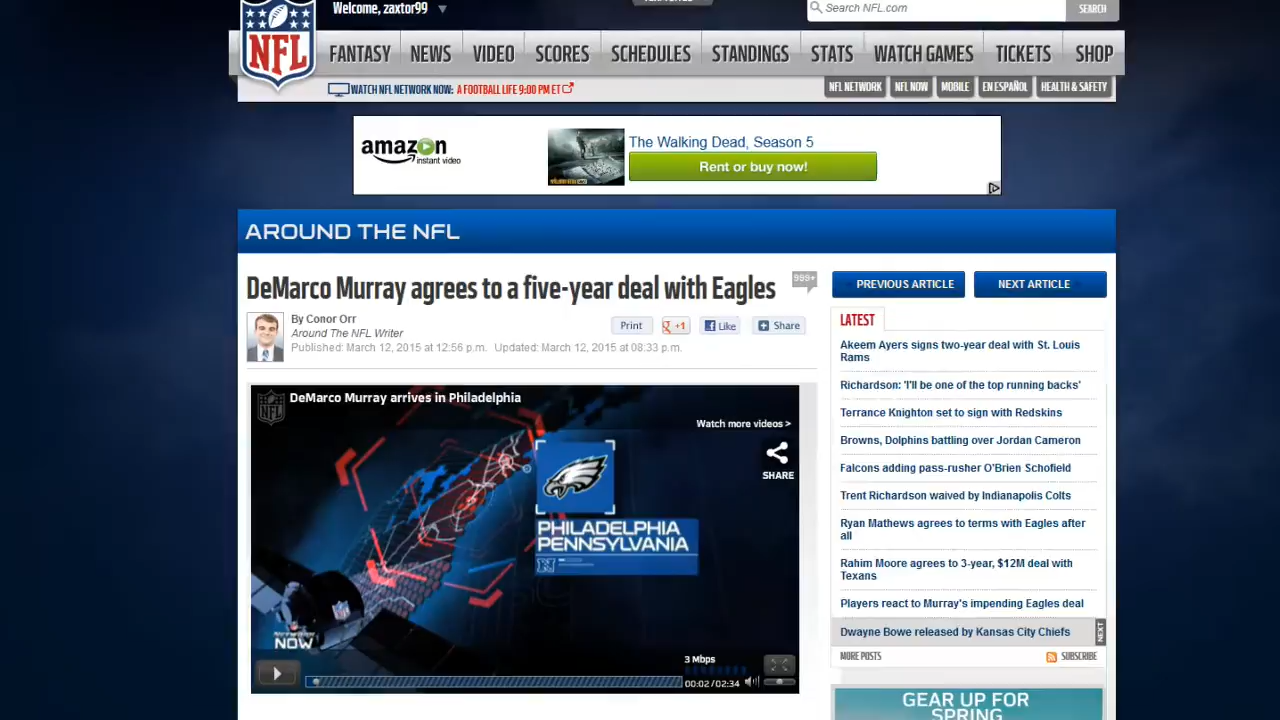 Welcome, zaxtor99
Search NFL.com
SEARCH
NFL
FANTASY
NEWS
VIDEO
SCORES
SCHEDULES
STANDINGS
STATS
WATCH GAMES
TICKETS
SHOP
WATCH NFL NETWORK NOW: A FOOTBALL LIFE 9:00 PM ET
NFL NETWORK
NFL NOW
MOBILE
EN ESPAÑOL
HEALTH & SAFETY
amazon
instant video
The Walking Dead, Season 5
Rent or buy now!
AROUND THE NFL
DeMarco Murray agrees to a five-year deal with Eagles
999+
By Conor Orr
Around The NFL Writer
Published: March 12, 2015 at 12:56 p.m. Updated: March 12, 2015 at 08:33 p.m.
Print
g +1
Like
Share
DeMarco Murray arrives in Philadelphia
Watch more videos >
SHARE
PHILADELPHIA
PENNSYLVANIA
NFL
NOW
3 Mbps
00:02 / 02:34
PREVIOUS ARTICLE
NEXT ARTICLE
LATEST
Akeem Ayers signs two-year deal with St. Louis
Rams
Richardson: 'I'll be one of the top running backs'
Terrance Knighton set to sign with Redskins
Browns, Dolphins battling over Jordan Cameron
Falcons adding pass-rusher O'Brien Schofield
Trent Richardson waived by Indianapolis Colts
Ryan Mathews agrees to terms with Eagles after
all
Rahim Moore agrees to 3-year, $12M deal with
Texans
Players react to Murray's impending Eagles deal
Dwayne Bowe released by Kansas City Chiefs
NEXT
MORE POSTS
SUBSCRIBE
GEAR UP FOR
SPRING